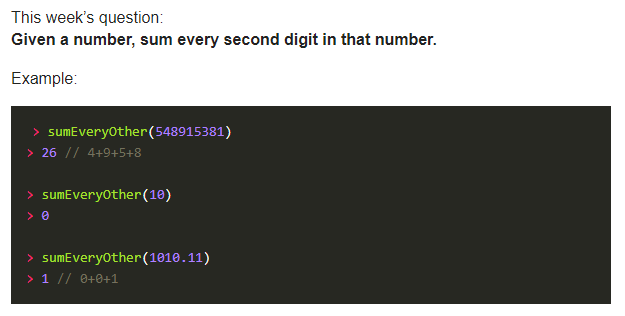 This week’s question:
Given a number, sum every second digit in that number.
Example:
> sumEveryOther(548915381)
> 26 // 4+9+5+8
> sumEveryOther(10)
> 0
> sumEveryOther(1010.11)
> 1 // 0+0+1